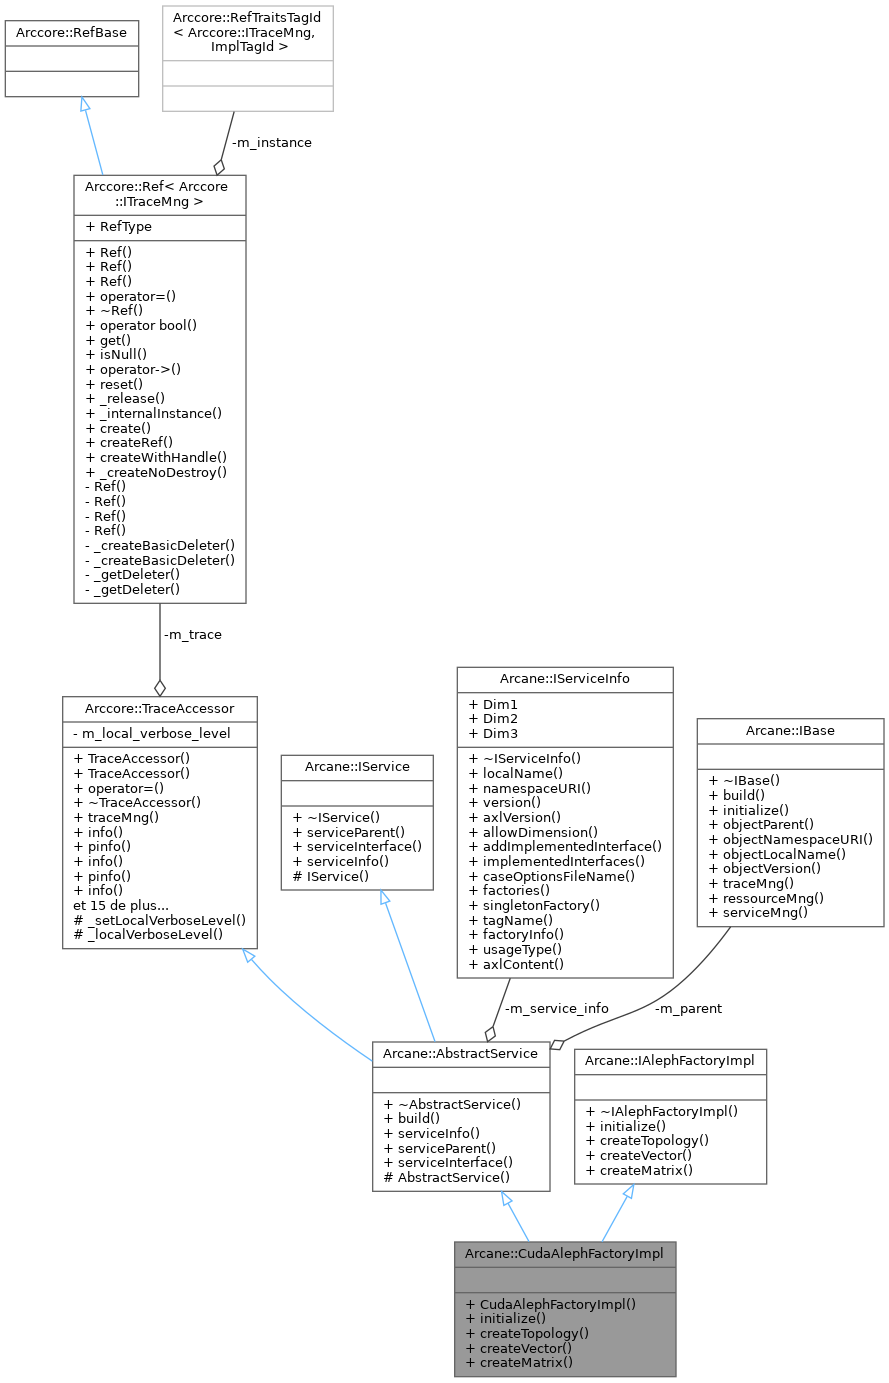 Arccore::RefBase
Arccore::RefTraitsTagId
< Arccore::ITraceMng,
ImplTagId >
-m_instance
Arccore::Ref< Arccore
::ITraceMng >
+ RefType
+ Ref()
+ Ref()
+ Ref()
+ operator=()
+ ~Ref()
+ operator bool()
+ get()
+ isNull()
+ operator->()
+ reset()
+ _release()
+ _internalInstance()
+ create()
+ createRef()
+ createWithHandle()
+ _createNoDestroy()
- Ref()
- Ref()
- Ref()
- Ref()
- _createBasicDeleter()
- _createBasicDeleter()
- _getDeleter()
- _getDeleter()
-m_trace
Arccore::TraceAccessor
- m_local_verbose_level
+ TraceAccessor()
+ TraceAccessor()
+ operator=()
+ ~TraceAccessor()
+ traceMng()
+ info()
+ pinfo()
+ info()
+ pinfo()
+ info()
et 15 de plus...
# _setLocalVerboseLevel()
# _localVerboseLevel()
Arcane::IService
+ ~IService()
+ serviceParent()
+ serviceInterface()
+ serviceInfo()
# IService()
Arcane::IServiceInfo
+ Dim1
+ Dim2
+ Dim3
+ ~IServiceInfo()
+ localName()
+ namespaceURI()
+ version()
+ axlVersion()
+ allowDimension()
+ addImplementedInterface()
+ implementedInterfaces()
+ caseOptionsFileName()
+ factories()
+ singletonFactory()
+ tagName()
+ factoryInfo()
+ usageType()
+ axlContent()
Arcane::IBase
+ ~IBase()
+ build()
+ initialize()
+ objectParent()
+ objectNamespaceURI()
+ objectLocalName()
+ objectVersion()
+ traceMng()
+ ressourceMng()
+ serviceMng()
-m_service_info
-m_parent
Arcane::AbstractService
+ ~AbstractService()
+ build()
+ serviceInfo()
+ serviceParent()
+ serviceInterface()
# AbstractService()
Arcane::IAlephFactoryImpl
+ ~IAlephFactoryImpl()
+ initialize()
+ createTopology()
+ createVector()
+ createMatrix()
Arcane::CudaAlephFactoryImpl
+ CudaAlephFactoryImpl()
+ initialize()
+ createTopology()
+ createVector()
+ createMatrix()